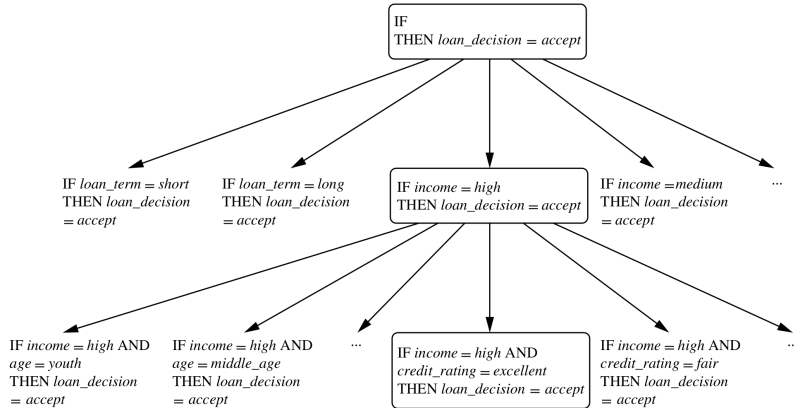 IF
THEN loan_decision = accept
IF loan_term = short
THEN loan_decision
= accept
IF loan_term = long
THEN loan_decision
= accept
IF income = high
THEN loan_decision = accept
IF income = medium
THEN loan_decision
= accept
...
IF income = high AND
age = youth
THEN loan_decision
= accept
IF income = high AND
age = middle_age
THEN loan_decision
= accept
...
IF income = high AND
credit_rating = excellent
THEN loan_decision = accept
IF income = high AND
credit_rating = fair
THEN loan_decision
= accept
...